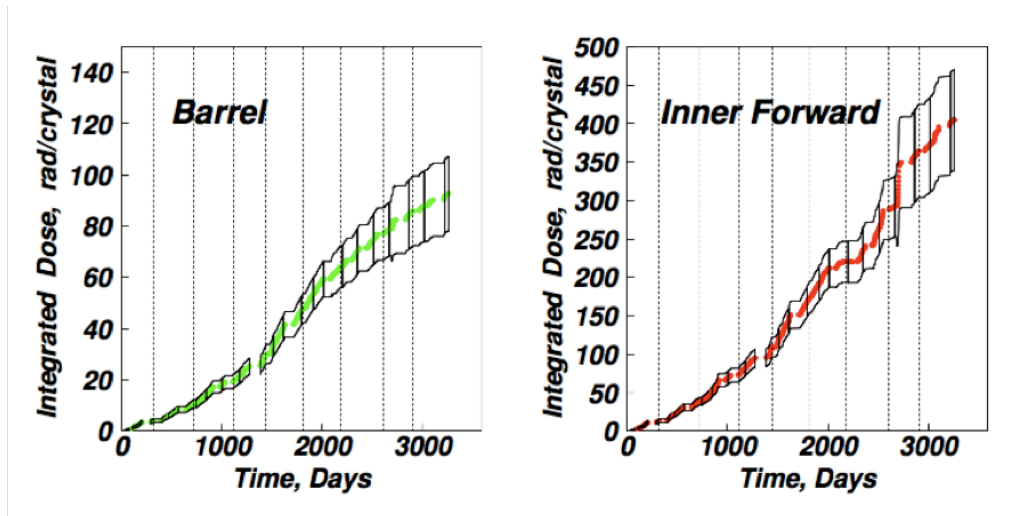 Barrel
Integrated Dose, rad/crystal
140
120
100
80
60
40
20
0
0 1000 2000 3000
Time, Days
Inner Forward
Integrated Dose, rad/crystal
500
450
400
350
300
250
200
150
100
50
0
0 1000 2000 3000
Time, Days